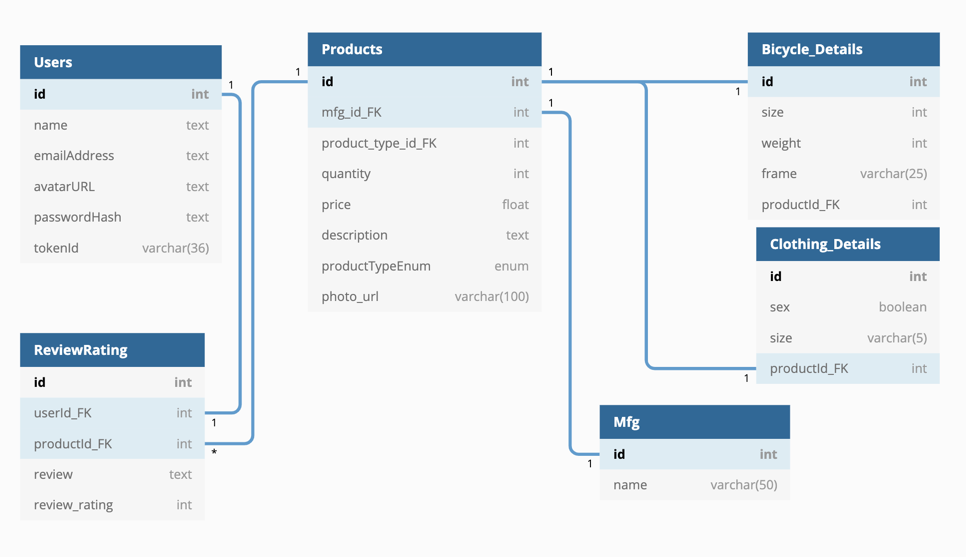 Users
id int
name text
emailAddress text
avatarURL text
passwordHash text
tokenId varchar(36)
1
ReviewRating
id int
userId_FK int
1
productId_FK int
*
review text
review_rating int
1
Products
id int
1
mfg_id_FK int
1
product_type_id_FK int
quantity int
price float
description text
productTypeEnum enum
photo_url varchar(100)
Bicycle_Details
id int
1
size int
weight int
frame varchar(25)
productId_FK int
Clothing_Details
id int
sex boolean
size varchar(5)
productId_FK int
1
Mfg
id int
1
name varchar(50)